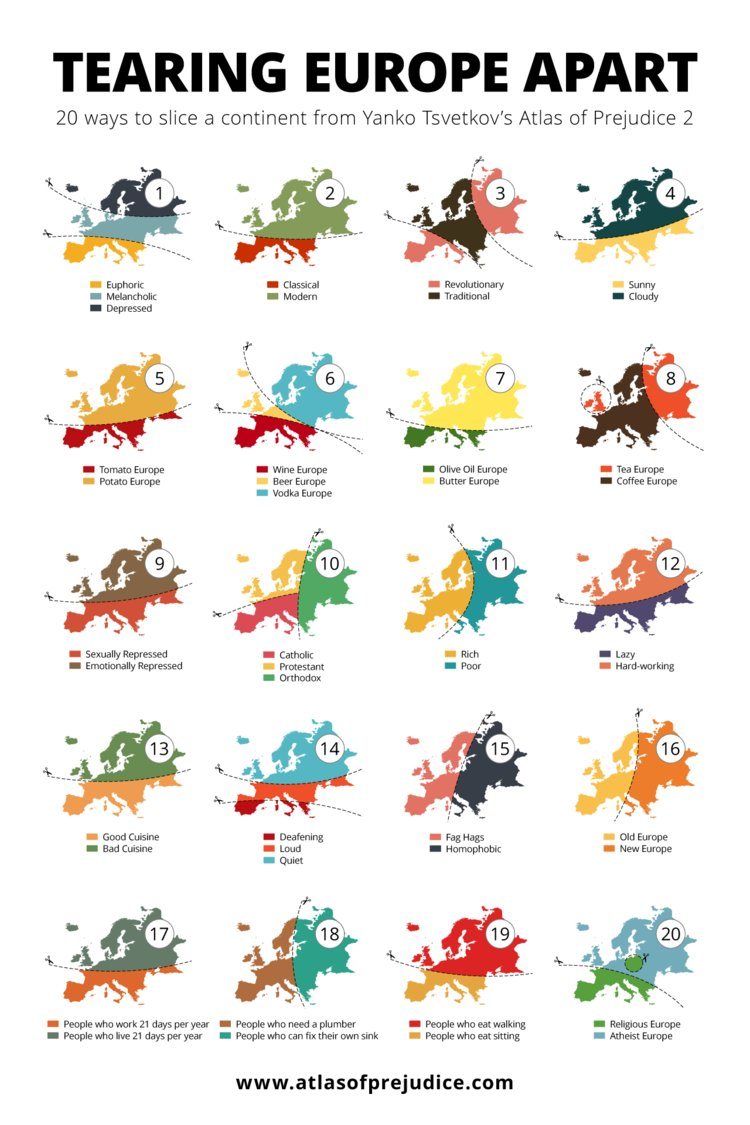 TEARING EUROPE APART
20 ways to slice a continent from Yanko Tsvetkov's Atlas of Prejudice 2
1
Euphoric
Melancholic
Depressed
2
Classical
Modern
3
Revolutionary
Traditional
4
Sunny
Cloudy
5
Tomato Europe
Potato Europe
6
Wine Europe
Beer Europe
Vodka Europe
7
Olive Oil Europe
Butter Europe
8
Tea Europe
Coffee Europe
9
Sexually Repressed
Emotionally Repressed
10
Catholic
Protestant
Orthodox
11
Rich
Poor
12
Lazy
Hard-working
13
Good Cuisine
Bad Cuisine
14
Deafening
Loud
Quiet
15
Fag Hags
Homophobic
16
Old Europe
New Europe
17
People who work 21 days per year
People who live 21 days per year
18
People who need a plumber
People who can fix their own sink
19
People who eat walking
People who eat sitting
20
Religious Europe
Atheist Europe
www.atlasofprejudice.com